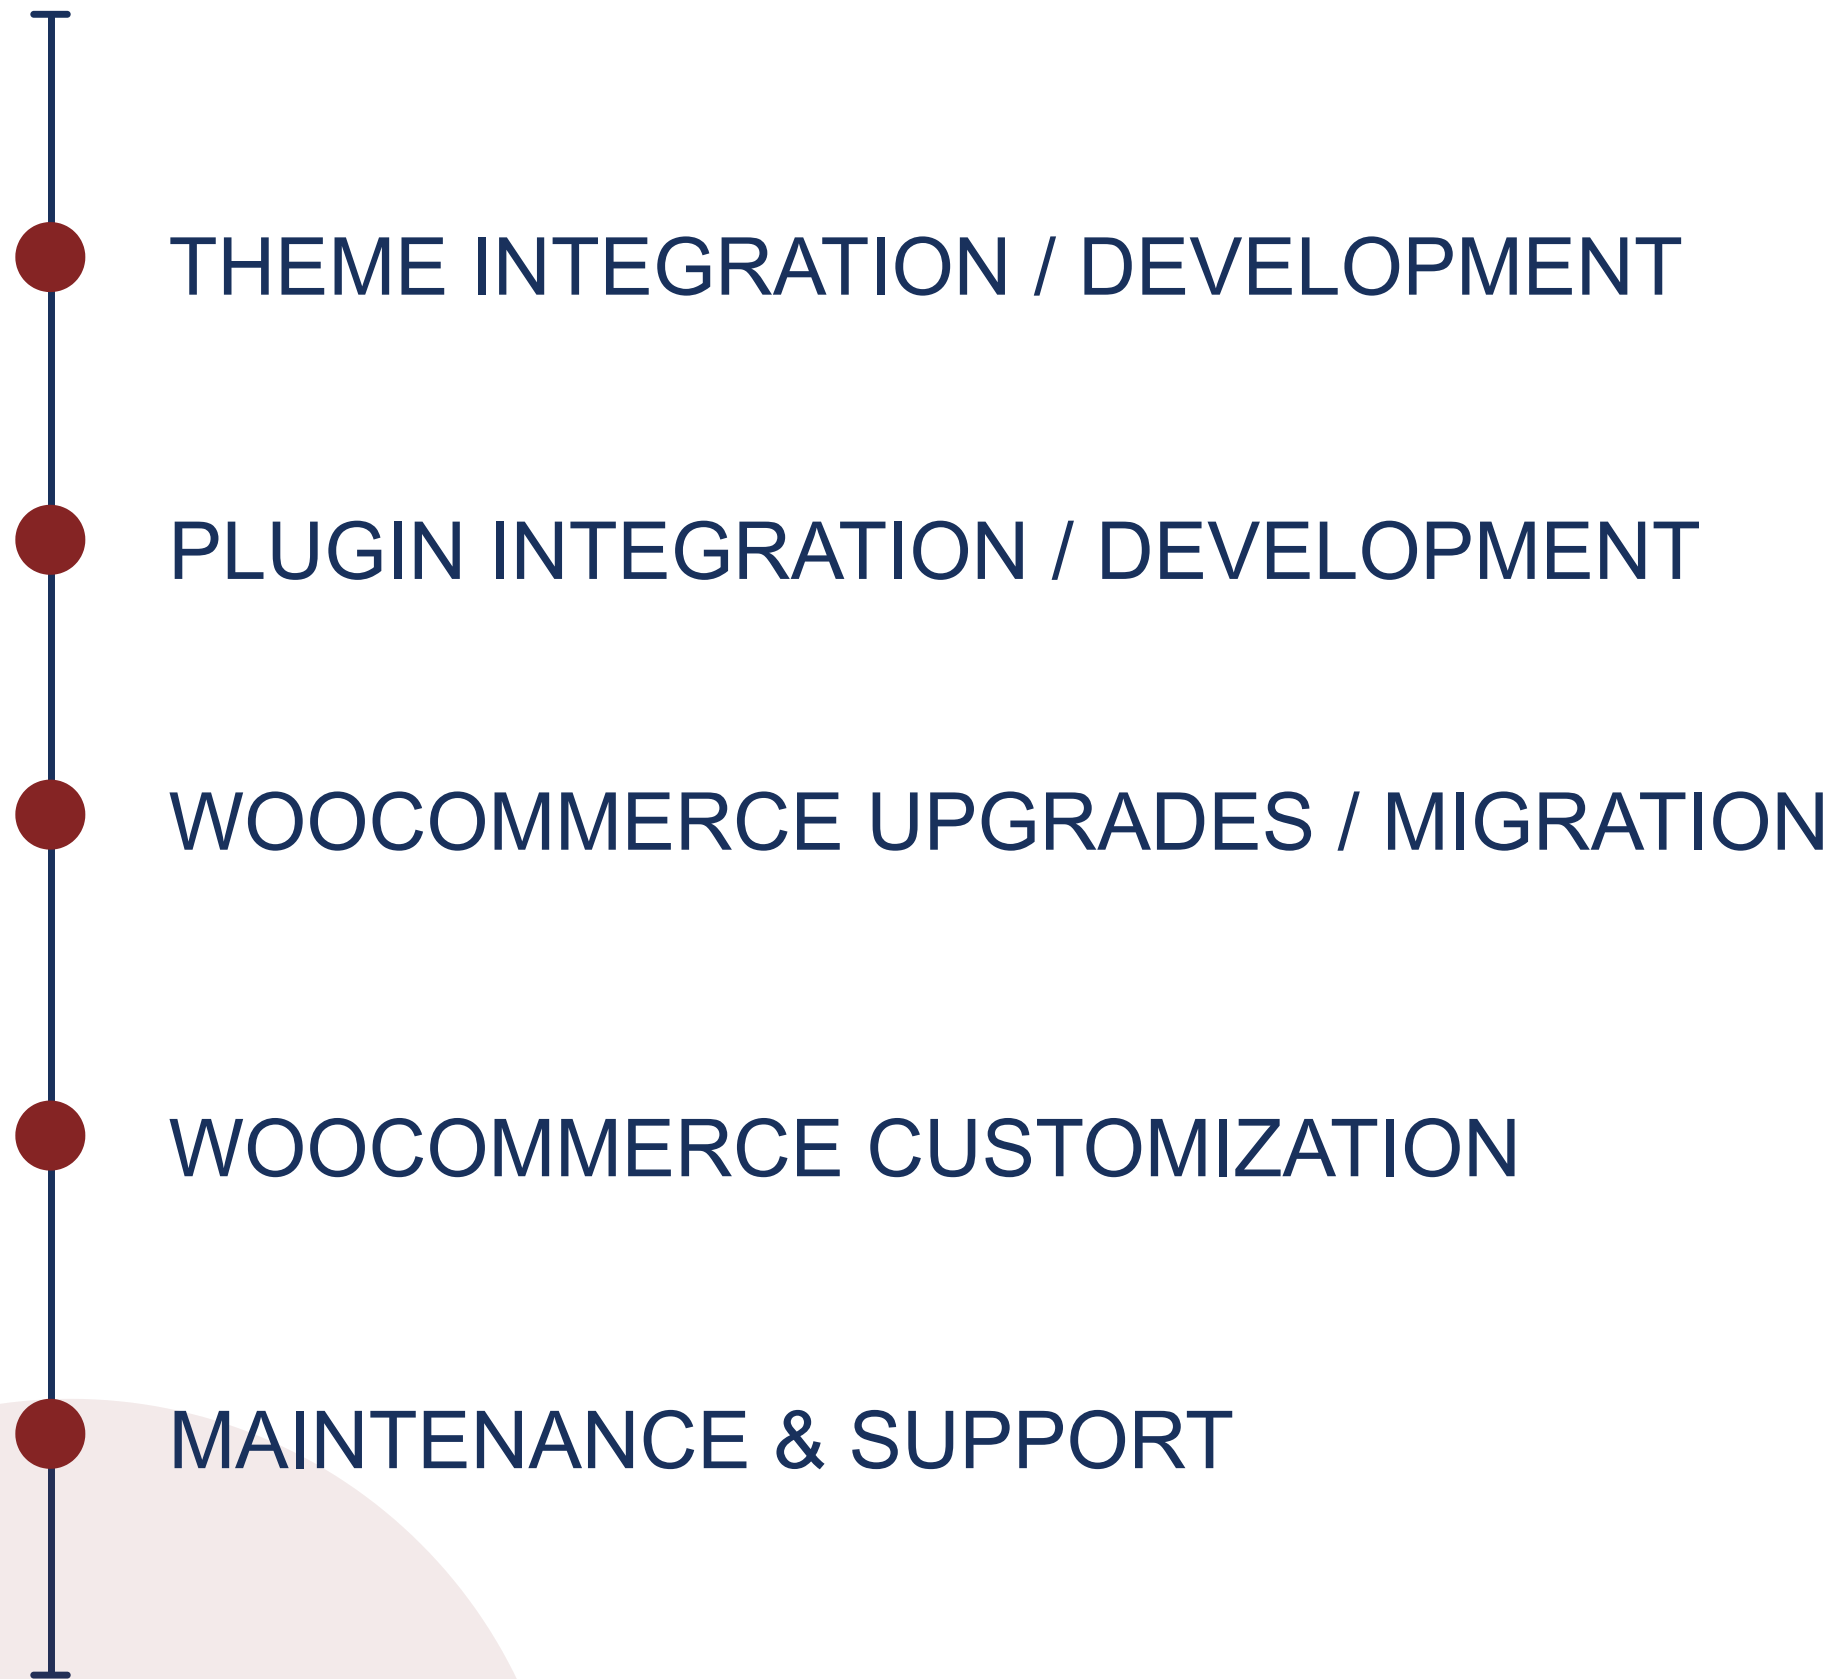 THEME INTEGRATION / DEVELOPMENT
PLUGIN INTEGRATION / DEVELOPMENT
WOOCOMMERCE UPGRADES / MIGRATION
WOOCOMMERCE CUSTOMIZATION
MAINTENANCE & SUPPORT